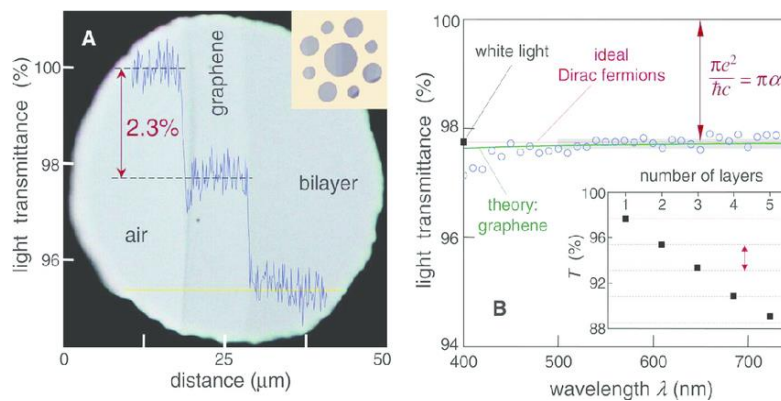 A
light transmittance (%)
100
98
96
2.3%
graphene
air
bilayer
0
25
50
distance (μm)
B
light transmittance (%)
100
98
96
94
white light
ideal
Dirac fermions
πe²/ħc = πα
theory:
graphene
number of layers
1 2 3 4 5
T (%)
100
96
92
88
400 500 600 700
wavelength λ (nm)